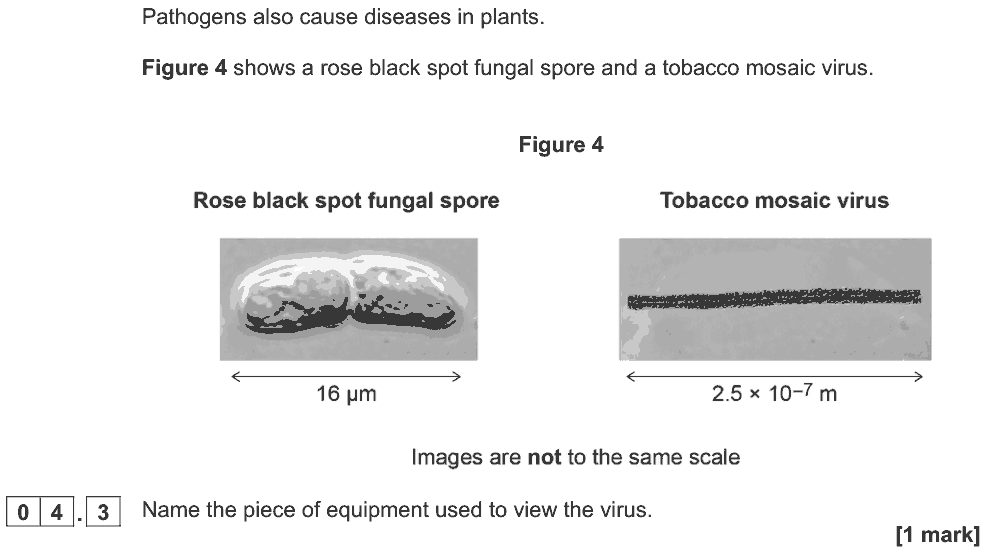 Pathogens also cause diseases in plants.
Figure 4 shows a rose black spot fungal spore and a tobacco mosaic virus.
Figure 4
Rose black spot fungal spore
Tobacco mosaic virus
16 µm
2.5 × 10⁻⁷ m
Images are not to the same scale
0 4 . 3 Name the piece of equipment used to view the virus.
[1 mark]